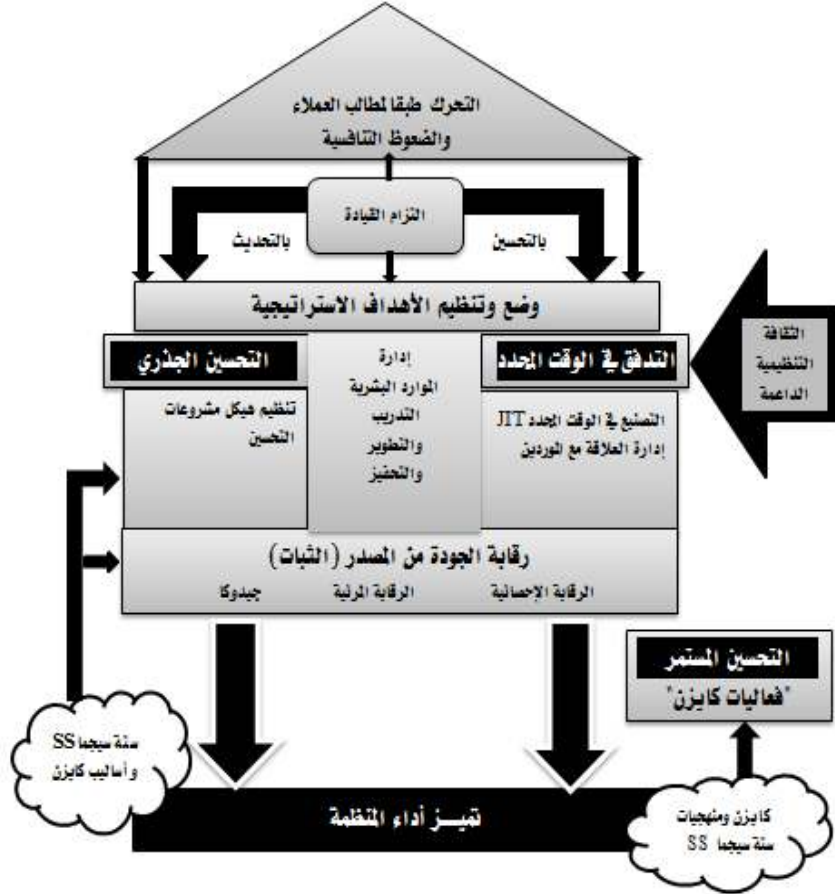 التحرك طبقا لمطالب العملاء
والضعوظ التنافسية
التزام القيادة
بالتحسين
بالتحديث
وضع وتنظيم الأهداف الاستراتيجية
الثقافة
التنظيمية
الداعمة
التدفق في الوقت المحدد
التصنيع في الوقت المحدد JIT
إدارة العلاقة مع الموردين
إدارة
الموارد البشرية
التدريب
والتطوير
والتحفيز
التحسين الجذري
تنظيم هيكل مشروعات
التحسين
رقابة الجودة من المصدر (الثبات)
الرقابة الإحصائية
الرقابة المرئية
جيدوكا
التحسين المستمر
"فعاليات كايزن"
كايزن ومنهجيات
ستة سيجما SS
ستة سيجما SS
وأساليب كايزن
تميــز أداء المنظمة